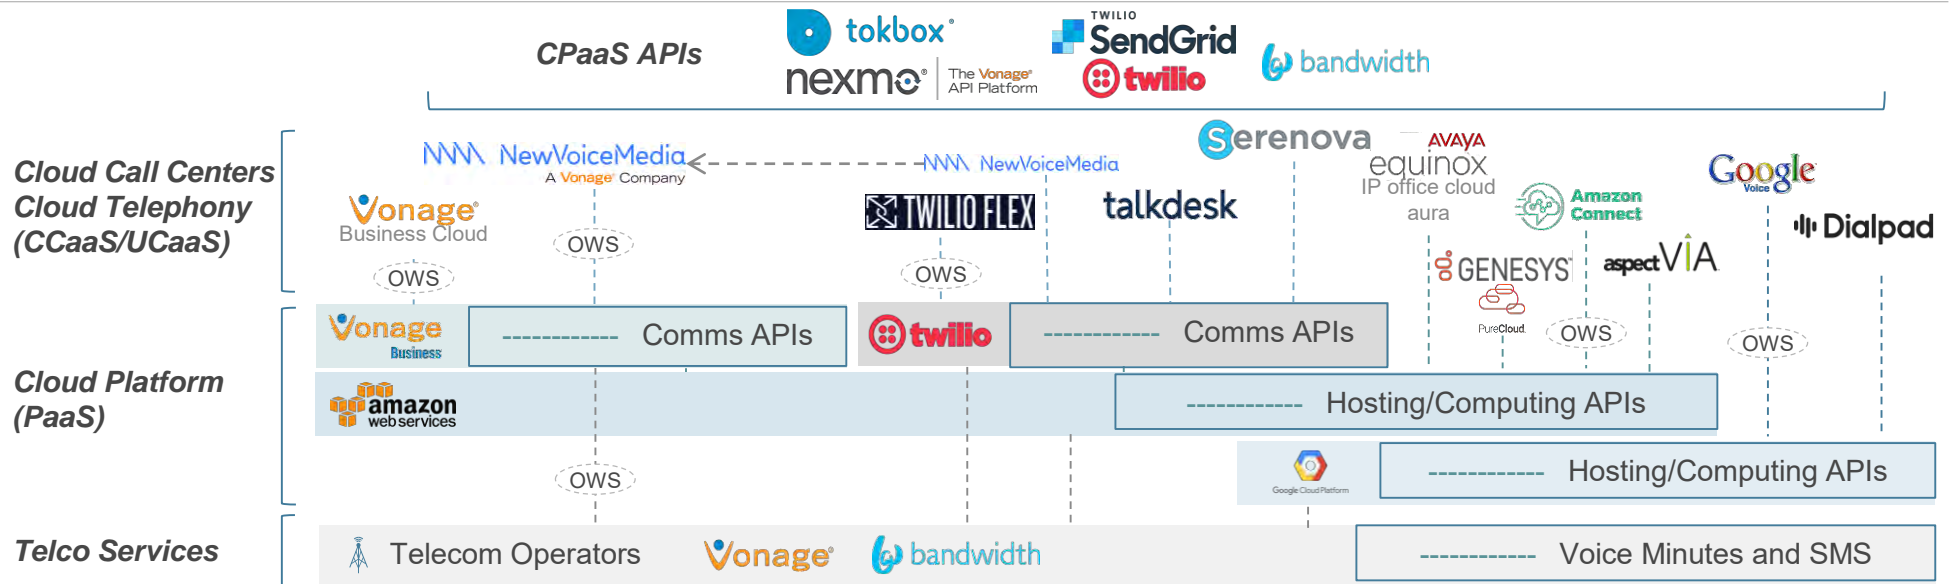 CPaaS APIs
tokbox
nexmo
The Vonage
API Platform
TWILIO
SendGrid
twilio
bandwidth
Cloud Call Centers
Cloud Telephony
(CCaaS/UCaaS)
Vonage
Business Cloud
OWS
NewVoiceMedia
A Vonage Company
OWS
NewVoiceMedia
TWILIO FLEX
OWS
talkdesk
Serenova
AVAYA
equinox
IP office cloud
aura
GENESYS
PureCloud
Amazon
Connect
OWS
aspect VIA
Google
Voice
OWS
Dialpad
Cloud Platform
(PaaS)
Vonage
Business
------------ Comms APIs
twilio
------------ Comms APIs
amazon
web services
------------ Hosting/Computing APIs
OWS
Google Cloud Platform
------------ Hosting/Computing APIs
Telco Services
Telecom Operators
Vonage
bandwidth
------------ Voice Minutes and SMS